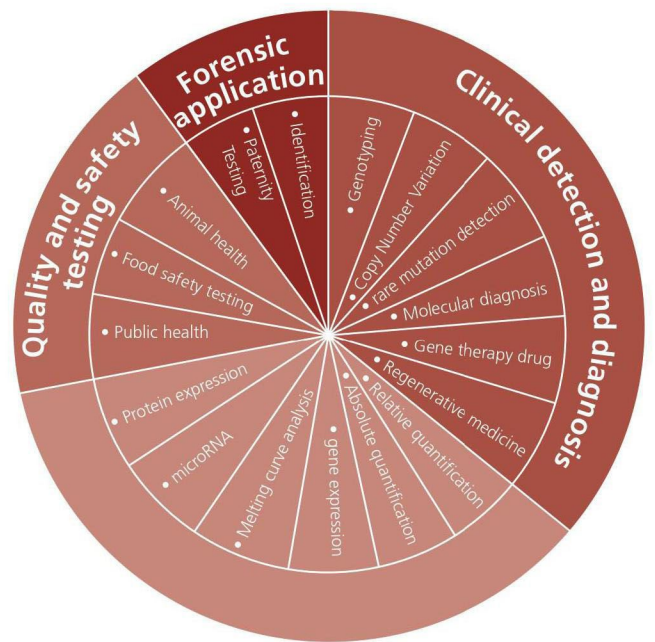 Forensic
application
• Identification
• Paternity
Testing
Clinical detection and diagnosis
• Genotyping
• Copy Number Variation
• rare mutation detection
• Molecular diagnosis
• Gene therapy drug
• Regenerative medicine
• Relative quantification
• Absolute quantification
• gene expression
• Melting curve analysis
• microRNA
• Protein expression
Quality and safety
testing
• Public health
• Food safety testing
• Animal health